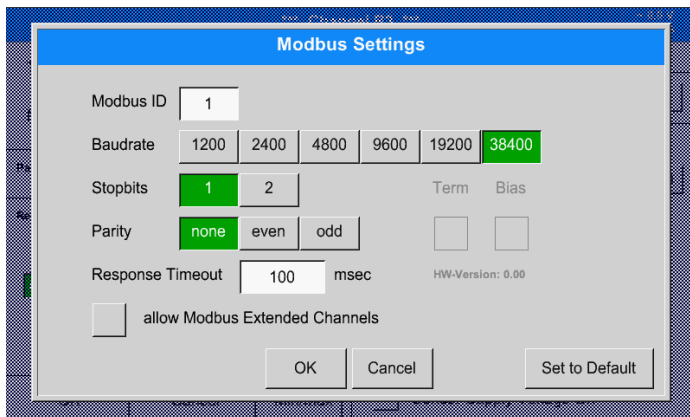 *** Channel B3 ***
Modbus Settings
Modbus ID 1
Baudrate 1200 2400 4800 9600 19200 38400
Stopbits 1 2 Term Bias
Parity none even odd
Response Timeout 100 msec HW-Version: 0.00
allow Modbus Extended Channels
OK Cancel Set to Default